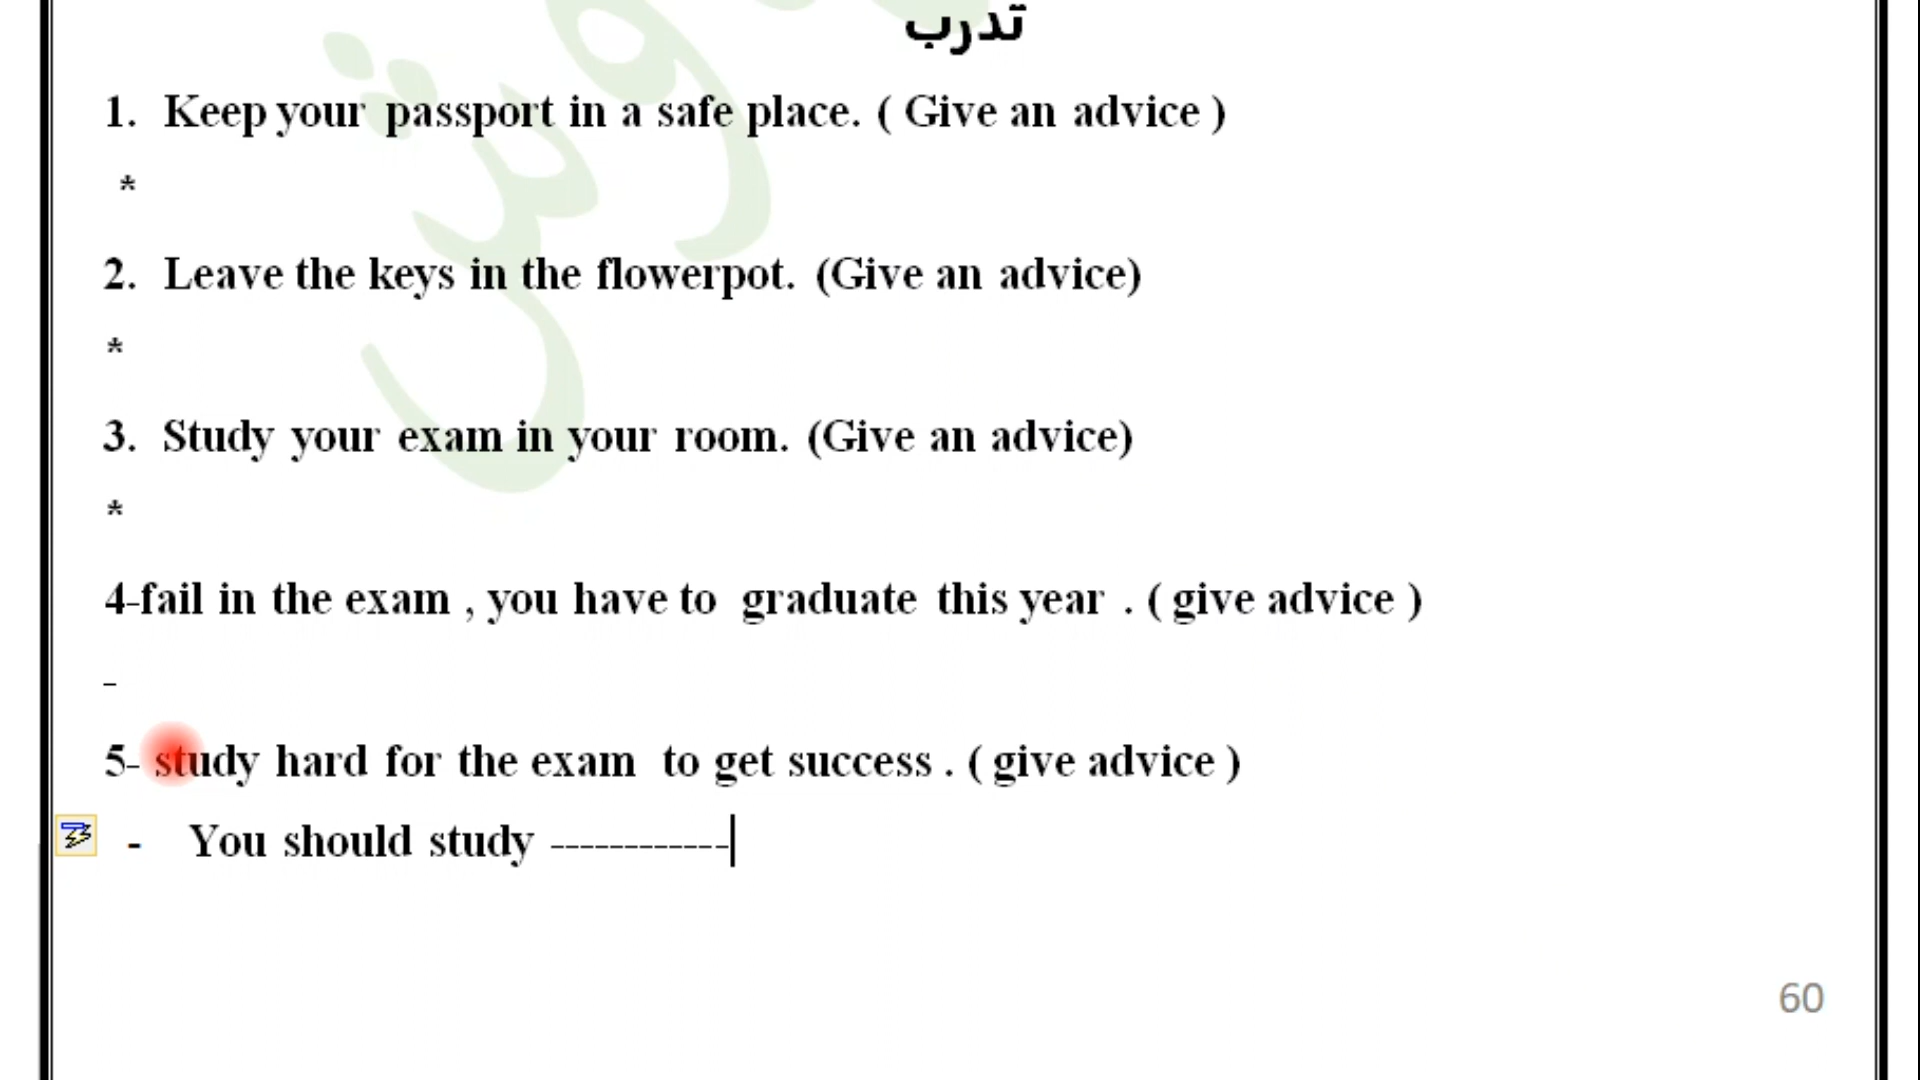 تدرب
1. Keep your passport in a safe place. ( Give an advice )
*
2. Leave the keys in the flowerpot. (Give an advice)
*
3. Study your exam in your room. (Give an advice)
*
4-fail in the exam , you have to graduate this year . ( give advice )
-
5- study hard for the exam to get success . ( give advice )
- You should study ------------
60